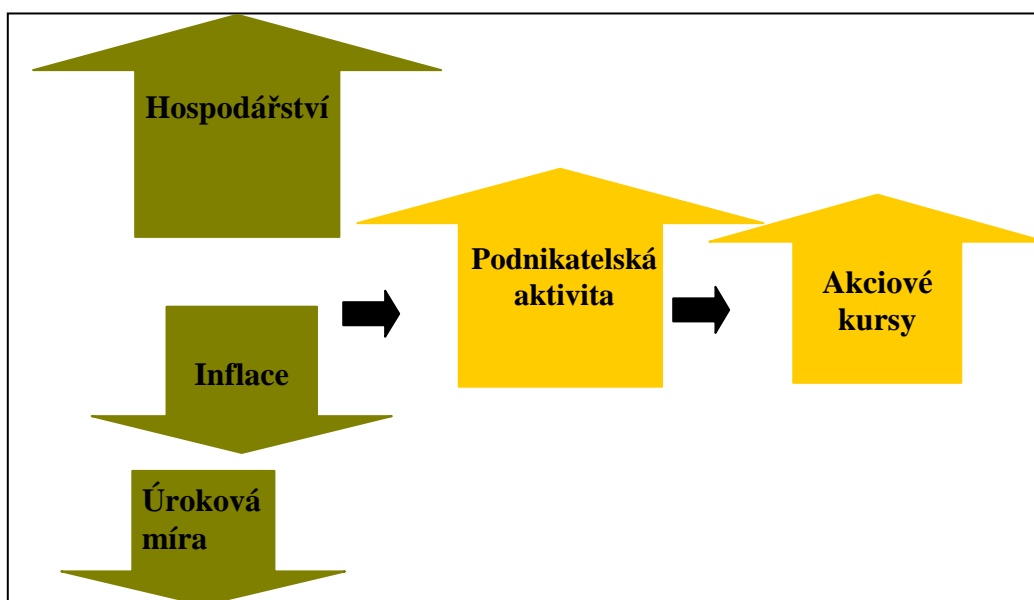 Hospodářství
Podnikatelská
aktivita
Akciové
kursy
Inflace
Úroková
míra